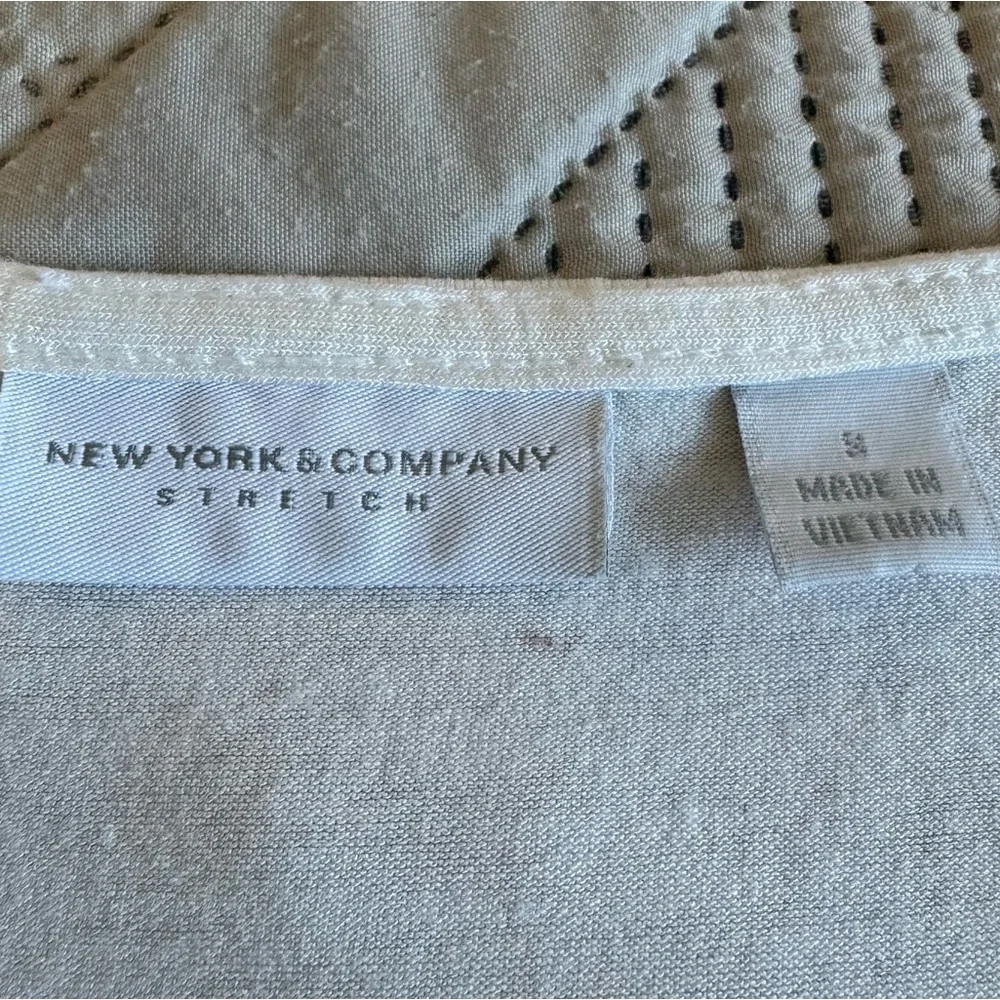 NEW YORK & COMPANY
STRETCH
S
MADE IN
VIETNAM